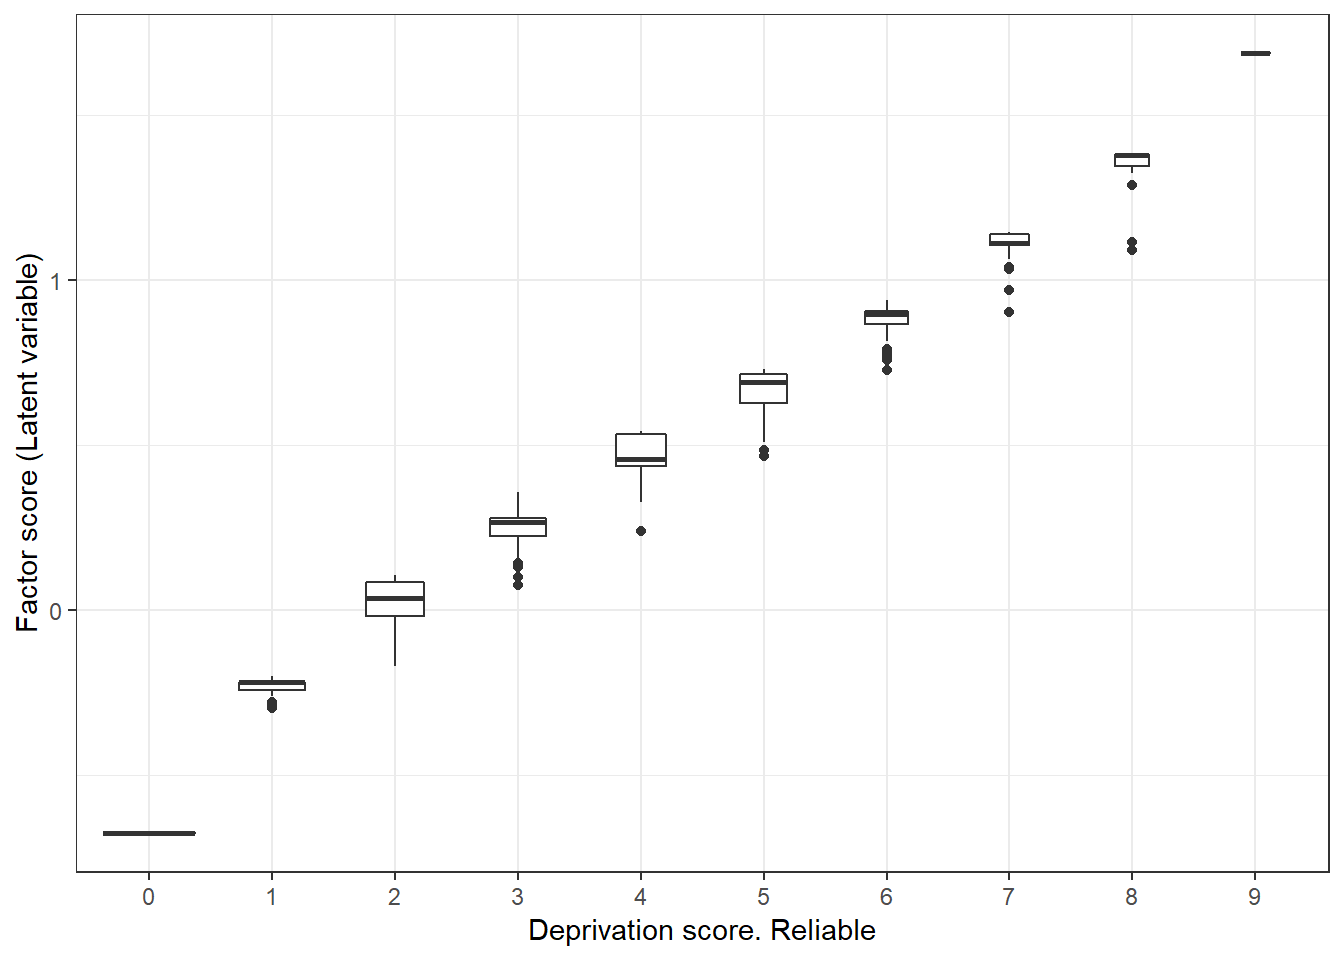 Factor score (Latent variable)
1
0
0 1 2 3 4 5 6 7 8 9
Deprivation score. Reliable